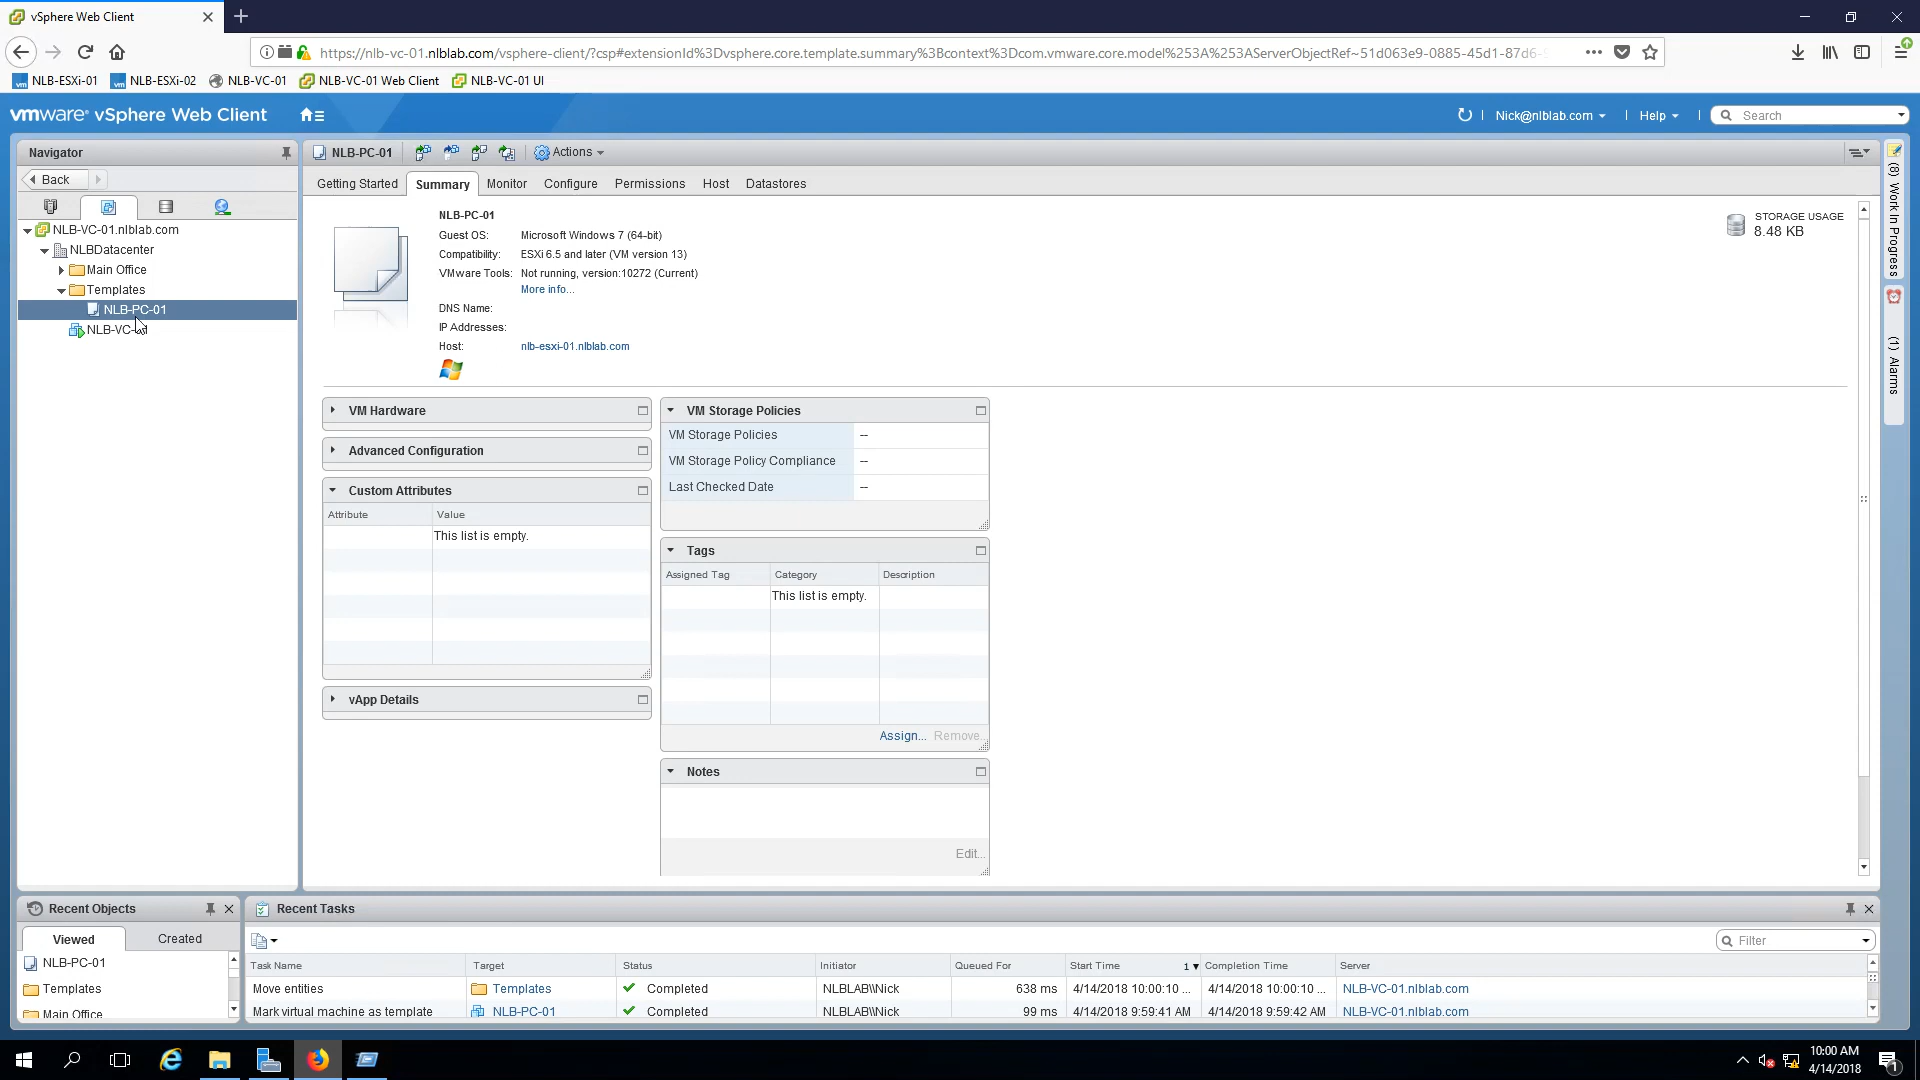 vSphere Web Client
https://nlb-vc-01.nlblab.com/vsphere-client/?csp#extensionId%3Dvsphere.core.template.summary%3Bcontext%3Dcom.vmware.core.model%253A%253AServerObjectRef~51d063e9-0885-45d1-87d6-
NLB-ESXi-01 NLB-ESXi-02 NLB-VC-01 NLB-VC-01 Web Client NLB-VC-01 UI
vmware® vSphere Web Client
Nick@nlblab.com | Help | Search
Navigator
Back
NLB-VC-01.nlblab.com
NLBDatacenter
Main Office
Templates
NLB-PC-01
NLB-PC-01 Actions
Getting Started Summary Monitor Configure Permissions Host Datastores
NLB-PC-01
Guest OS: Microsoft Windows 7 (64-bit)
Compatibility: ESXi 6.5 and later (VM version 13)
VMware Tools: Not running, version:10272 (Current)
More info...
DNS Name:
IP Addresses:
Host: nlb-esxi-01.nlblab.com
STORAGE USAGE
8.48 KB
VM Hardware
Advanced Configuration
Custom Attributes
Attribute Value
This list is empty.
vApp Details
VM Storage Policies
VM Storage Policies --
VM Storage Policy Compliance --
Last Checked Date --
Tags
Assigned Tag Category Description
This list is empty.
Assign... Remove...
Notes
Edit...
(8) Work In Progress
(1) Alarms
Recent Objects
Viewed Created
NLB-PC-01
Templates
Main Office
Recent Tasks
Filter
Task Name Target Status Initiator Queued For Start Time 1 Completion Time Server
Move entities Templates Completed NLBLAB\\Nick 638 ms 4/14/2018 10:00:10 ... 4/14/2018 10:00:10 ... NLB-VC-01.nlblab.com
Mark virtual machine as template NLB-PC-01 Completed NLBLAB\\Nick 99 ms 4/14/2018 9:59:41 AM 4/14/2018 9:59:42 AM NLB-VC-01.nlblab.com
10:00 AM
4/14/2018
1